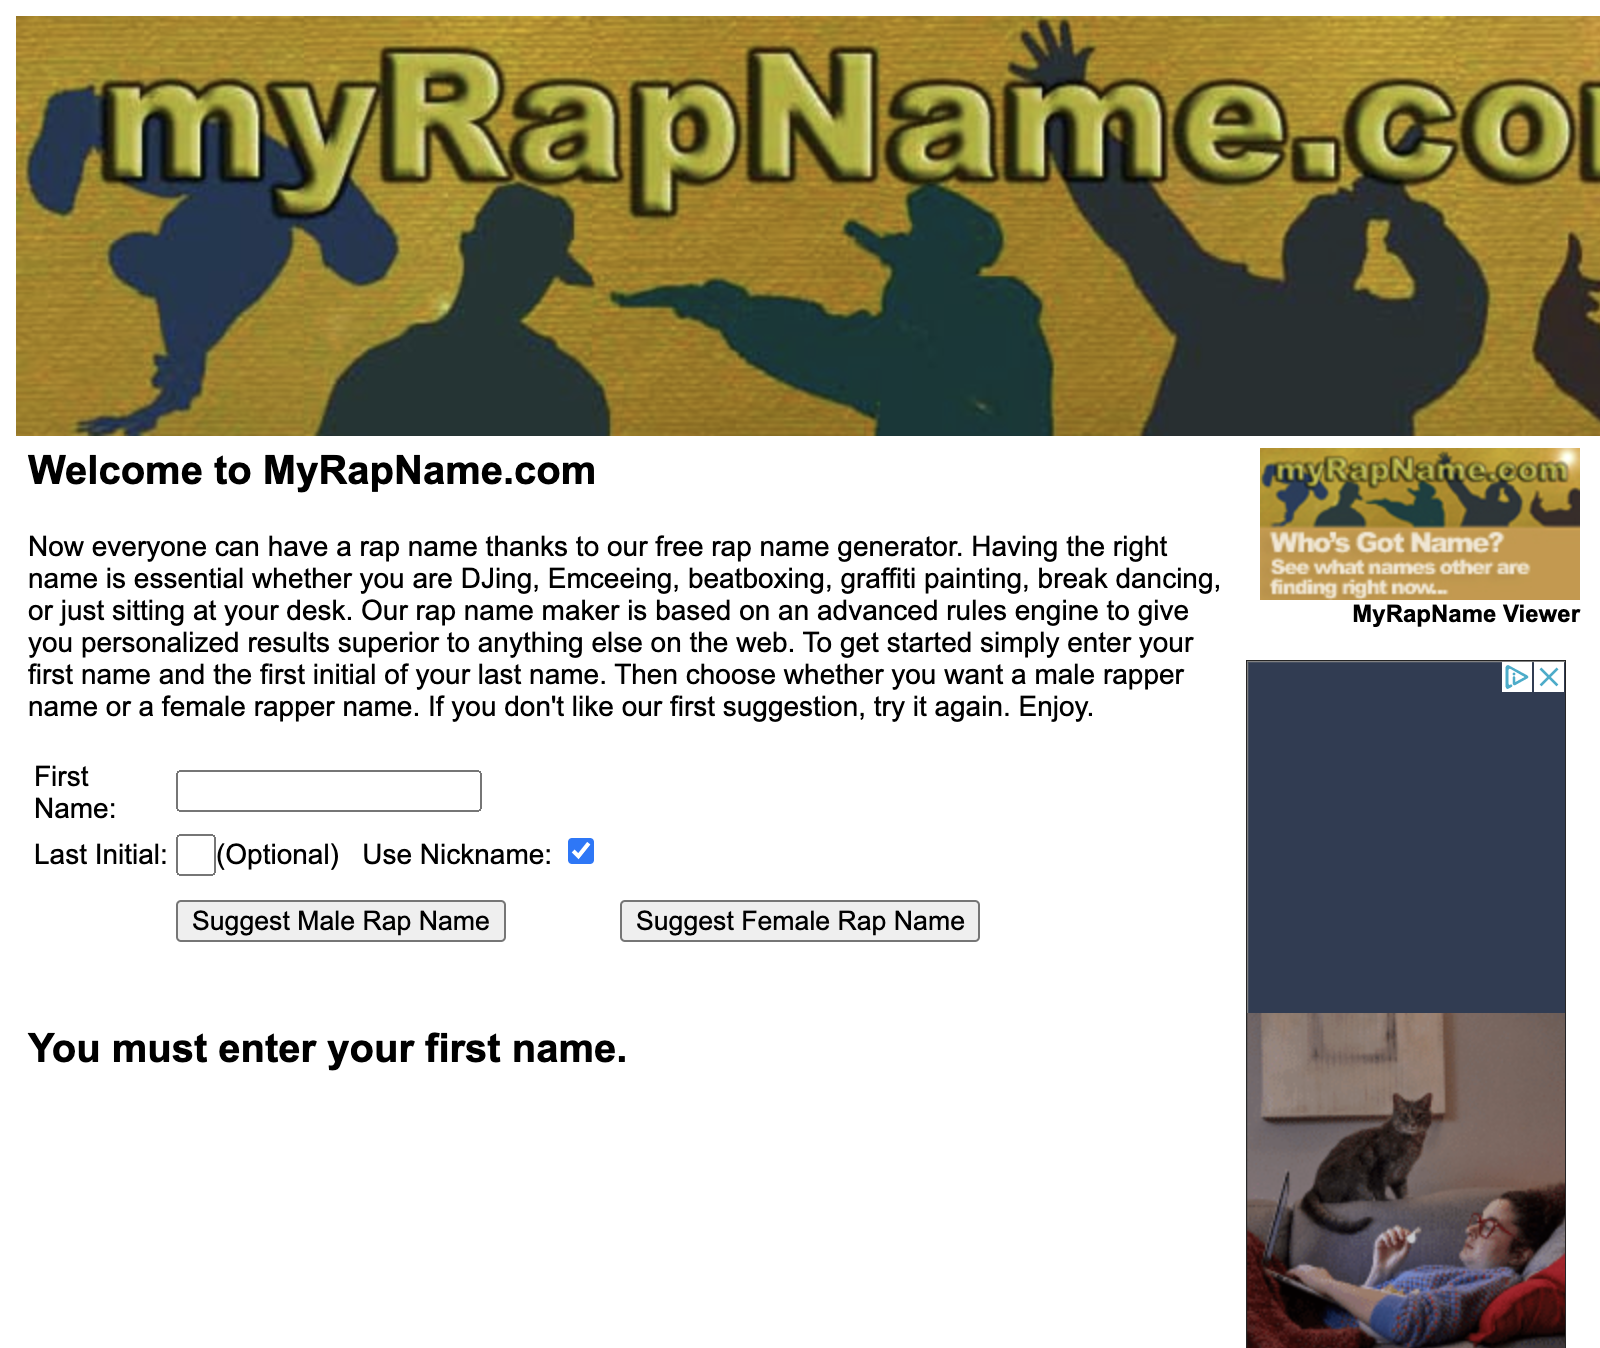 myRapName.co
Welcome to MyRapName.com
Now everyone can have a rap name thanks to our free rap name generator. Having the right
name is essential whether you are DJing, Emceeing, beatboxing, graffiti painting, break dancing,
or just sitting at your desk. Our rap name maker is based on an advanced rules engine to give
you personalized results superior to anything else on the web. To get started simply enter your
first name and the first initial of your last name. Then choose whether you want a male rapper
name or a female rapper name. If you don't like our first suggestion, try it again. Enjoy.
First
Name:
Last Initial: (Optional) Use Nickname:
Suggest Male Rap Name Suggest Female Rap Name
You must enter your first name.
myRapName.com
Who's Got Name?
See what names other are
finding right now...
MyRapName Viewer